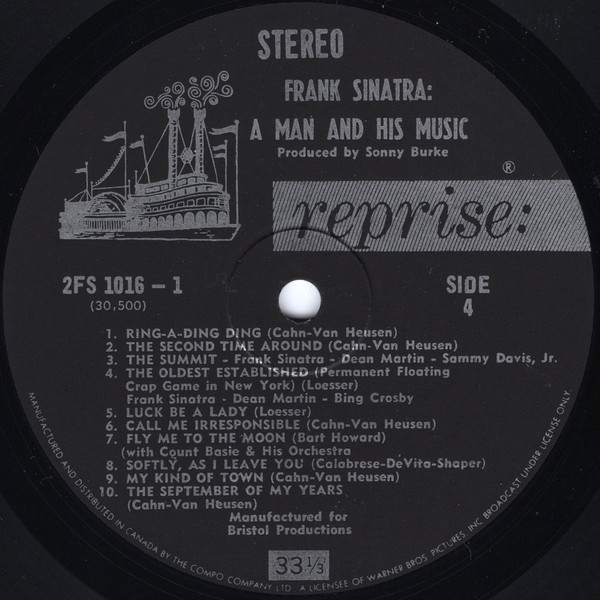 STEREO
FRANK SINATRA:
A MAN AND HIS MUSIC
Produced by Sonny Burke
®
reprise:
2FS 1016 – 1
(30,500)
SIDE
4
1. RING-A-DING DING (Cahn-Van Heusen)
2. THE SECOND TIME AROUND (Cahn-Van Heusen)
3. THE SUMMIT - Frank Sinatra - Dean Martin - Sammy Davis, Jr.
4. THE OLDEST ESTABLISHED (Permanent Floating
Crap Game in New York) (Loesser)
Frank Sinatra - Dean Martin - Bing Crosby
5. LUCK BE A LADY (Loesser)
6. CALL ME IRRESPONSIBLE (Cahn-Van Heusen)
7. FLY ME TO THE MOON (Bart Howard)
(with Count Basie & His Orchestra
8. SOFTLY, AS I LEAVE YOU (Calabrese-DeVita-Shaper)
9. MY KIND OF TOWN (Cahn-Van Heusen)
10. THE SEPTEMBER OF MY YEARS
(Cahn-Van Heusen)
Manufactured for
Bristol Productions
33 1/3
MANUFACTURED AND DISTRIBUTED IN CANADA BY THE COMPO COMPANY LTD. A LICENSEE OF WARNER BROS. PICTURES, INC. BROADCAST UNDER LICENSE ONLY